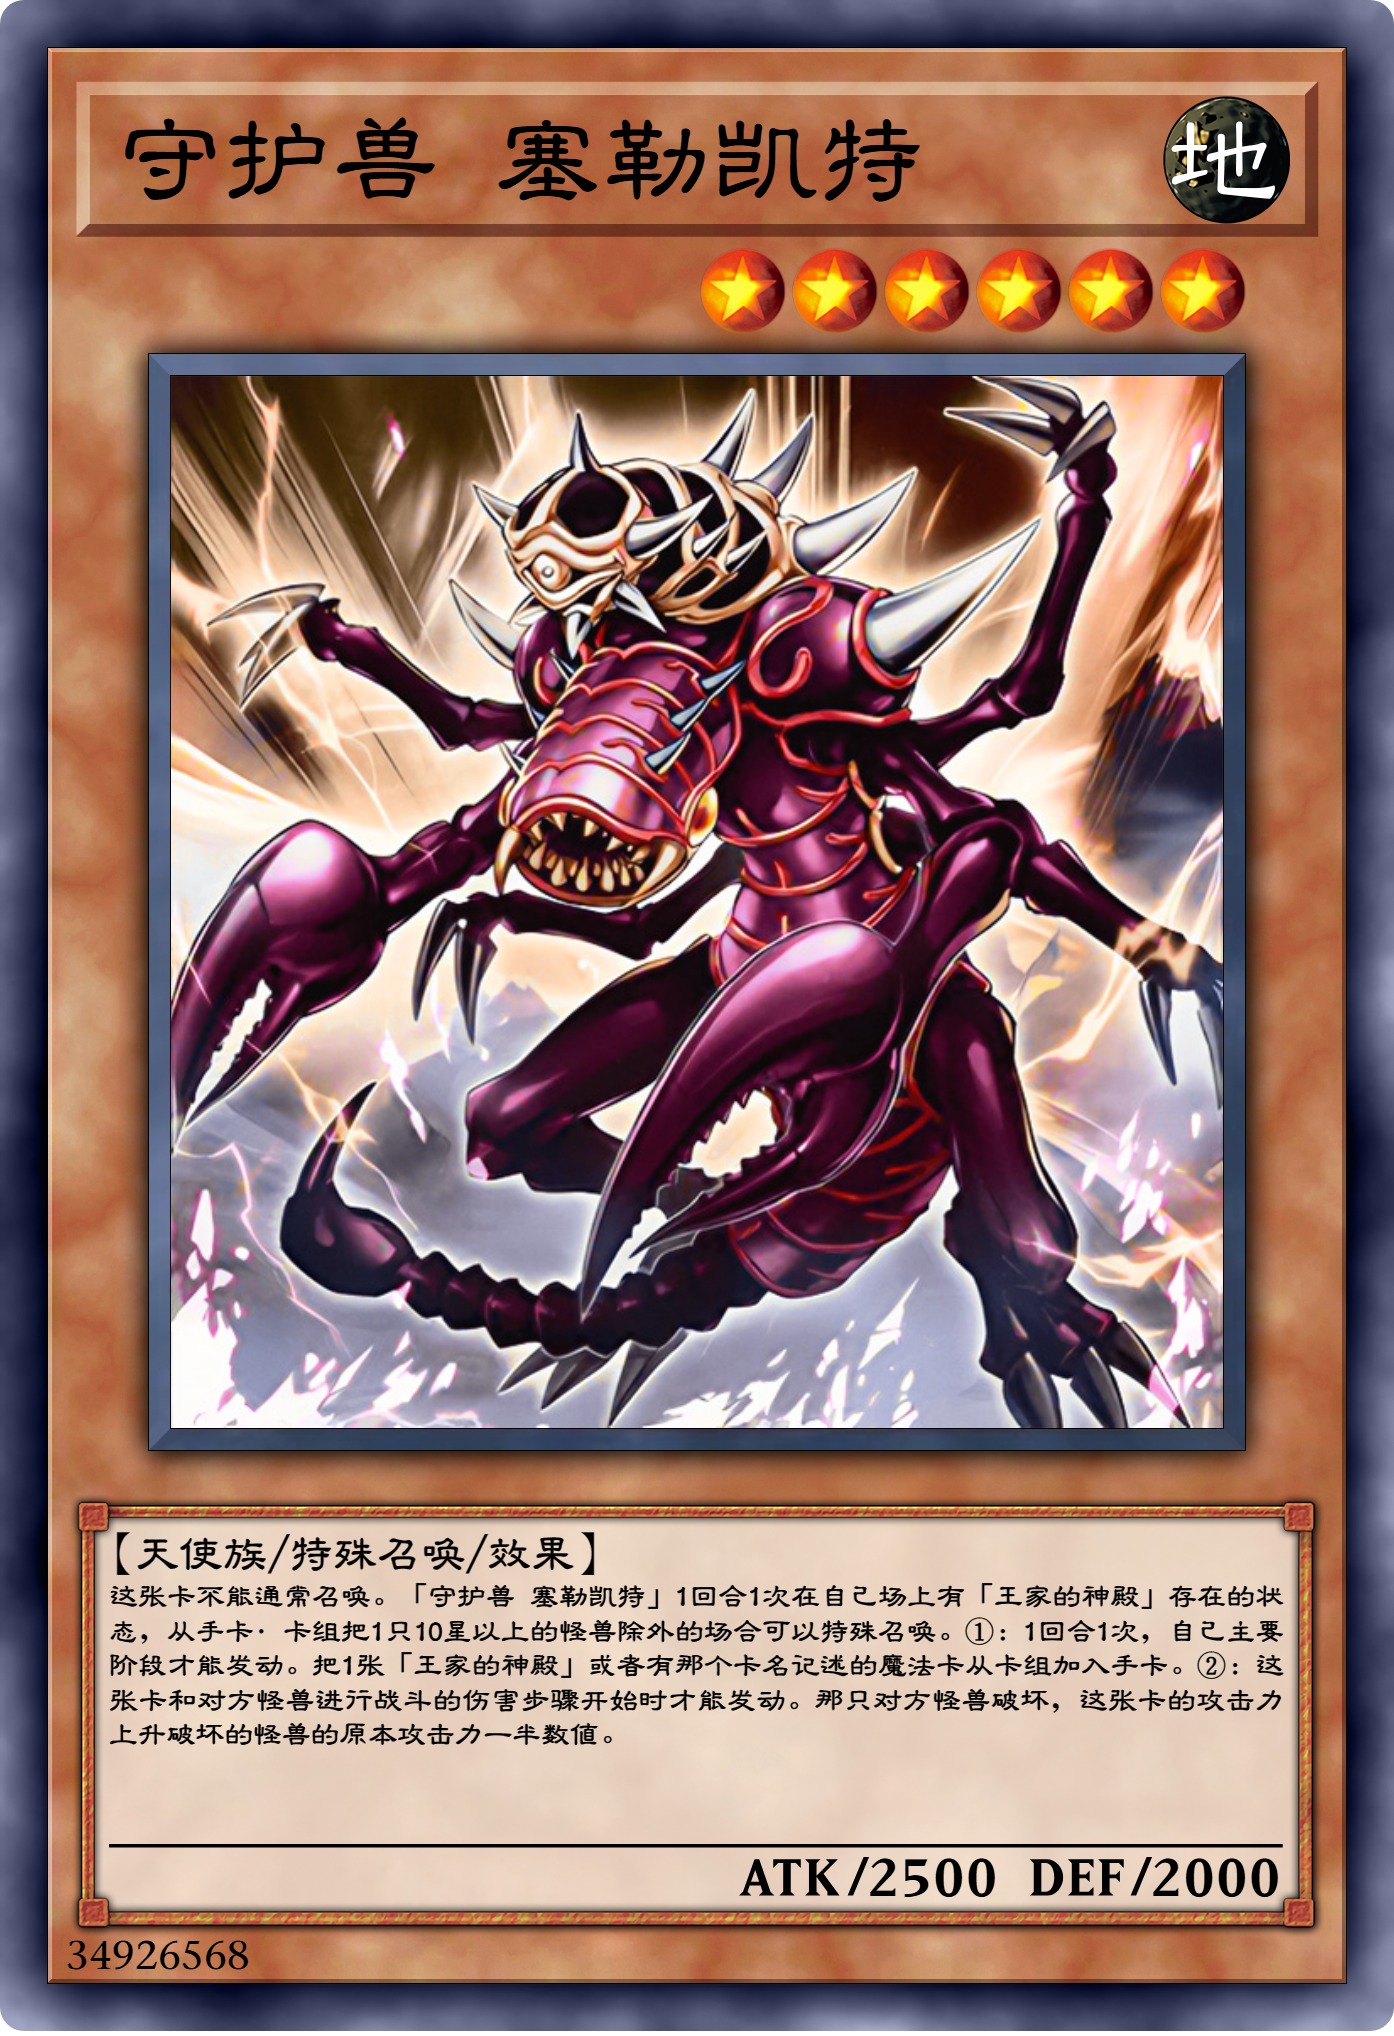 守护兽 塞勒凯特
地
【天使族/特殊召唤/效果】
这张卡不能通常召唤。「守护兽 塞勒凯特」1回合1次在自己场上有「王家的神殿」存在的状
态，从手卡·卡组把1只10星以上的怪兽除外的场合可以特殊召唤。①：1回合1次，自己主要
阶段才能发动。把1张「王家的神殿」或者有那个卡名记述的魔法卡从卡组加入手卡。②：这
张卡和对方怪兽进行战斗的伤害步骤开始时才能发动。那只对方怪兽破坏，这张卡的攻击力
上升破坏的怪兽的原本攻击力一半数值。
ATK/2500 DEF/2000
34926568